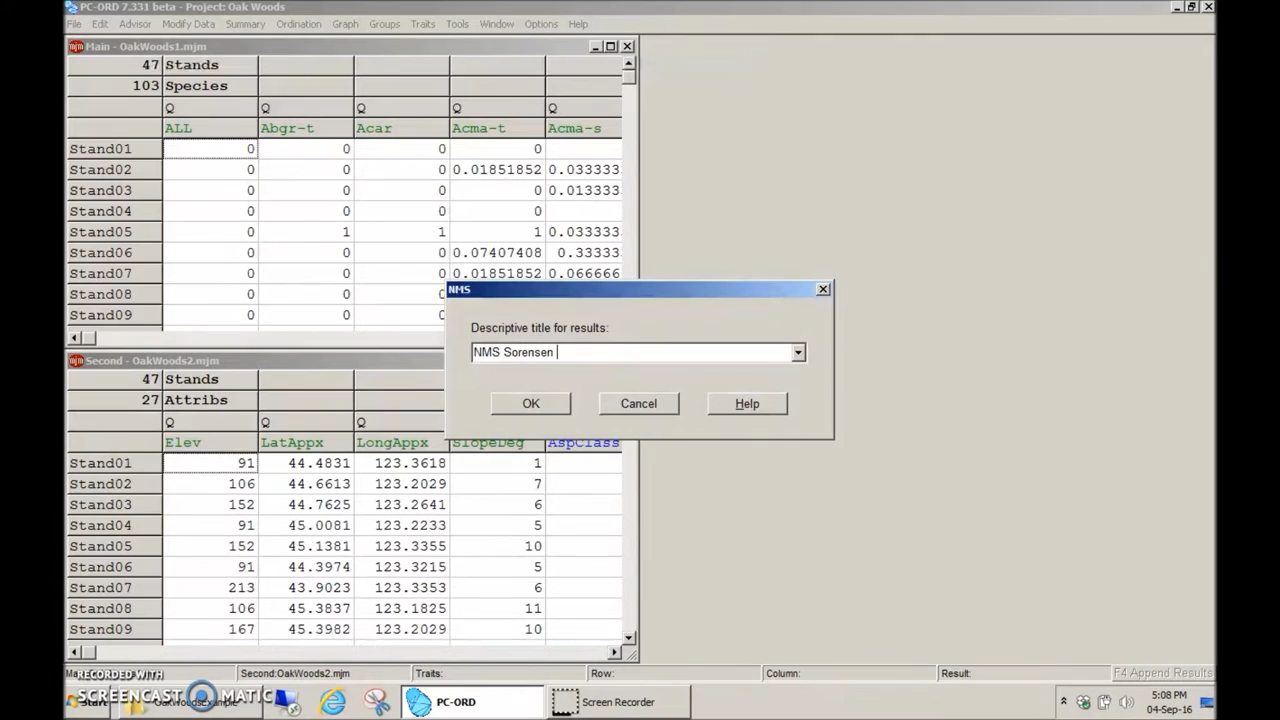 PC-ORD 7.331 beta - Project: Oak Woods
File Edit Advisor Modify Data Summary Ordination Graph Groups Traits Tools Window Options Help
Main - OakWoods1.mjm
47 Stands
103 Species
Q Q Q Q Q
ALL Abgr-t Acar Acma-t Acma-s
Stand01 0 0 0 0
Stand02 0 0 0 0.01851852 0.033333
Stand03 0 0 0 0 0.013333
Stand04 0 0 0 0
Stand05 0 1 1 1 0.033333
Stand06 0 0 0 0.07407408 0.33333
Stand07 0 0 0 0.01851852 0.066666
Stand08 0 0 0
Stand09 0 0 0
NMS
Descriptive title for results:
NMS Sorensen
OK Cancel Help
Second - OakWoods2.mjm
47 Stands
27 Attribs
Q Q Q
Elev LatAppx LongAppx SlopeDeg AspClass
Stand01 91 44.4831 123.3618 1
Stand02 106 44.6613 123.2029 7
Stand03 152 44.7625 123.2641 6
Stand04 91 45.0081 123.2233 5
Stand05 152 45.1381 123.3355 10
Stand06 91 44.3974 123.3215 5
Stand07 213 43.9023 123.3353 6
Stand08 106 45.3837 123.1825 11
Stand09 167 45.3982 123.2029 10
Second:OakWoods2.mjm Traits: Row: Column: Result: F4 Append Results
RECORDED WITH
SCREENCAST MATIC
Start PC-ORD Screen Recorder
5:08 PM
04-Sep-16